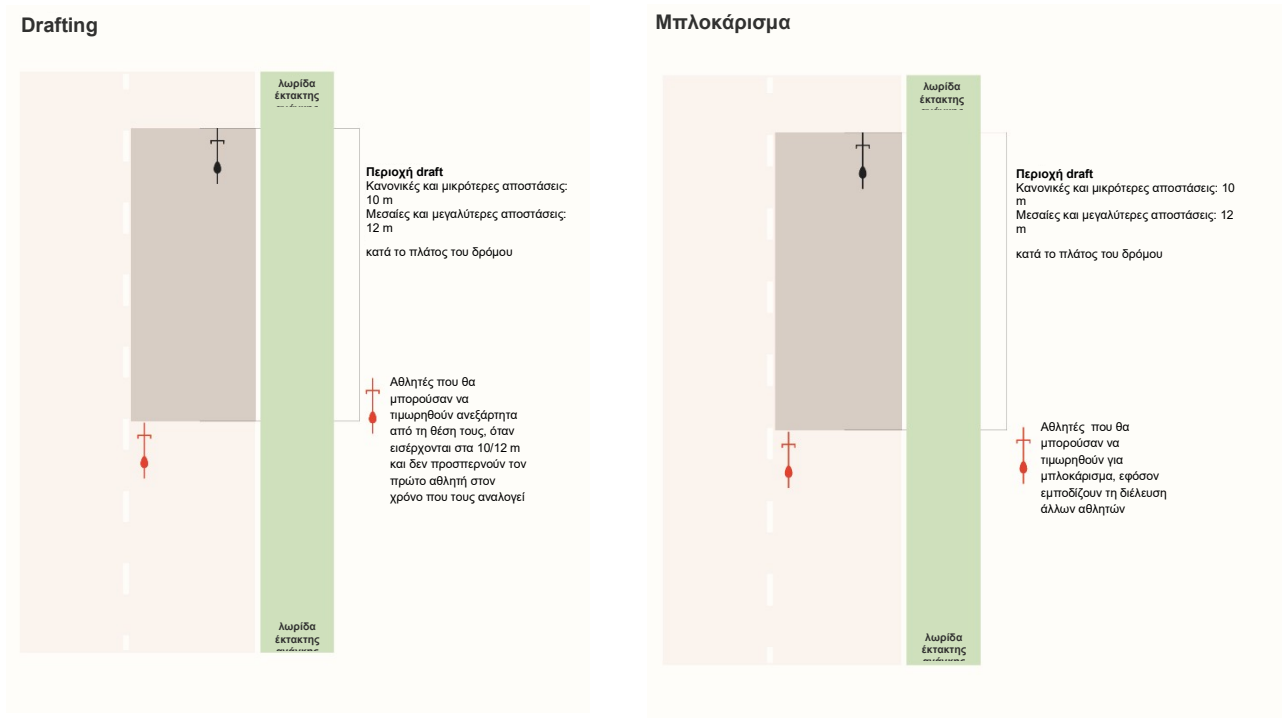 Drafting
λωρίδα
έκτακτης
Περιοχή draft
Κανονικές και μικρότερες αποστάσεις:
10 m
Μεσαίες και μεγαλύτερες αποστάσεις:
12 m
κατά το πλάτος του δρόμου
Αθλητές που θα
μπορούσαν να
τιμωρηθούν ανεξάρτητα
από τη θέση τους, όταν
εισέρχονται στα 10/12 m
και δεν προσπερνούν τον
πρώτο αθλητή στον
χρόνο που τους αναλογεί
λωρίδα
έκτακτης
Μπλοκάρισμα
λωρίδα
έκτακτης
Περιοχή draft
Κανονικές και μικρότερες αποστάσεις: 10
m
Μεσαίες και μεγαλύτερες αποστάσεις: 12
m
κατά το πλάτος του δρόμου
Αθλητές που θα
μπορούσαν να
τιμωρηθούν για
μπλοκάρισμα, εφόσον
εμποδίζουν τη διέλευση
άλλων αθλητών
λωρίδα
έκτακτης